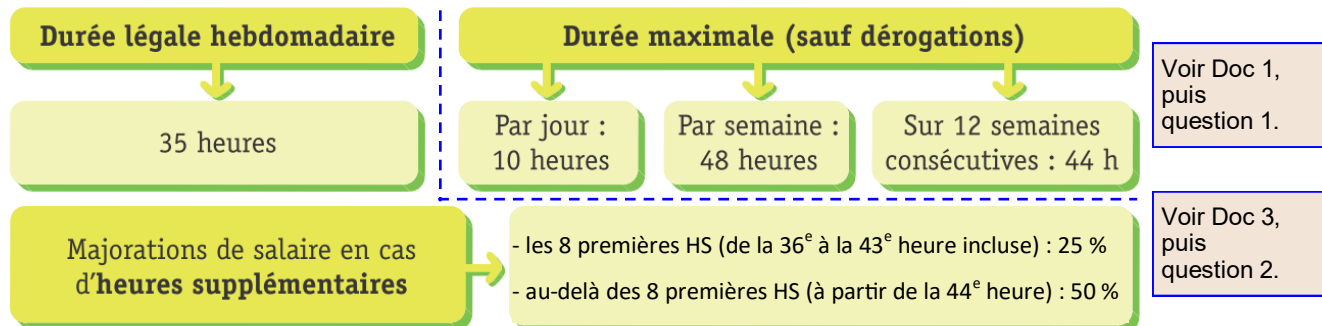 Durée légale hebdomadaire
35 heures
Durée maximale (sauf dérogations)
Par jour :
10 heures
Par semaine :
48 heures
Sur 12 semaines
consécutives : 44 h
Voir Doc 1,
puis
question 1.
Majorations de salaire en cas
d'heures supplémentaires
- les 8 premières HS (de la 36e à la 43e heure incluse) : 25 %
- au-delà des 8 premières HS (à partir de la 44e heure) : 50 %
Voir Doc 3,
puis
question 2.